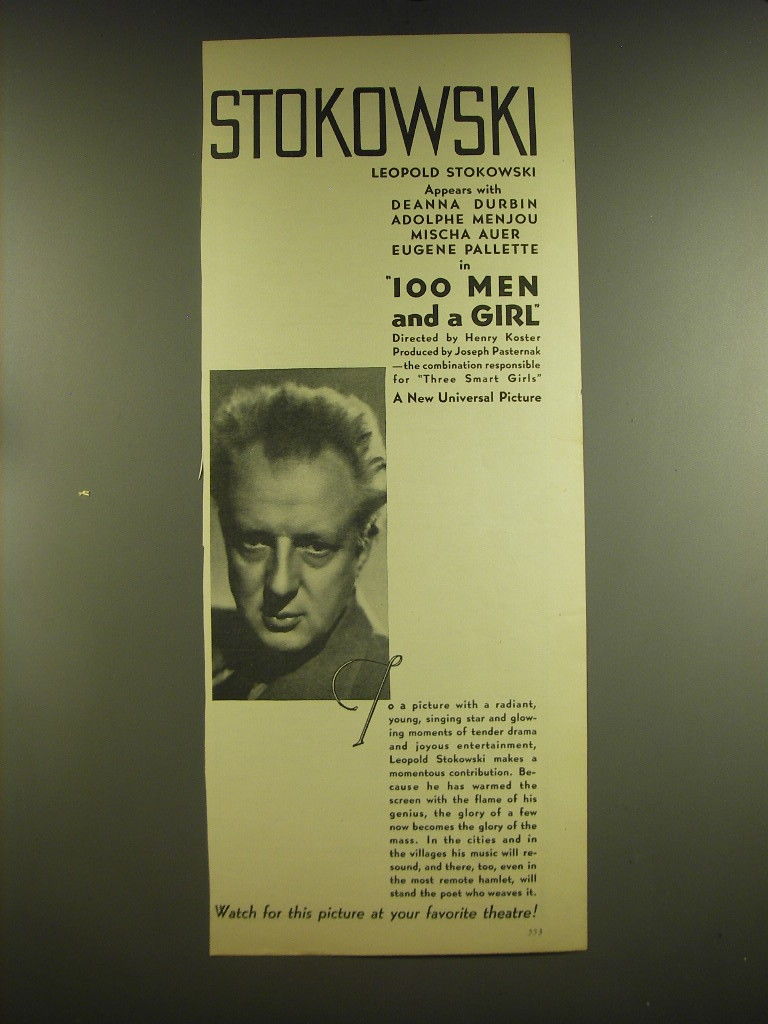 STOKOWSKI
LEOPOLD STOKOWSKI
Appears with
DEANNA DURBIN
ADOLPHE MENJOU
MISCHA AUER
EUGENE PALLETTE
in
"100 MEN
and a GIRL"
Directed by Henry Koster
Produced by Joseph Pasternak
—the combination responsible
for "Three Smart Girls"
A New Universal Picture
To a picture with a radiant,
young, singing star and glow-
ing moments of tender drama
and joyous entertainment,
Leopold Stokowski makes a
momentous contribution. Be-
cause he has warmed the
screen with the flame of his
genius, the glory of a few
now becomes the glory of the
mass. In the cities and in
the villages his music will re-
sound, and there, too, even in
the most remote hamlet, will
stand the poet who weaves it.
Watch for this picture at your favorite theatre!